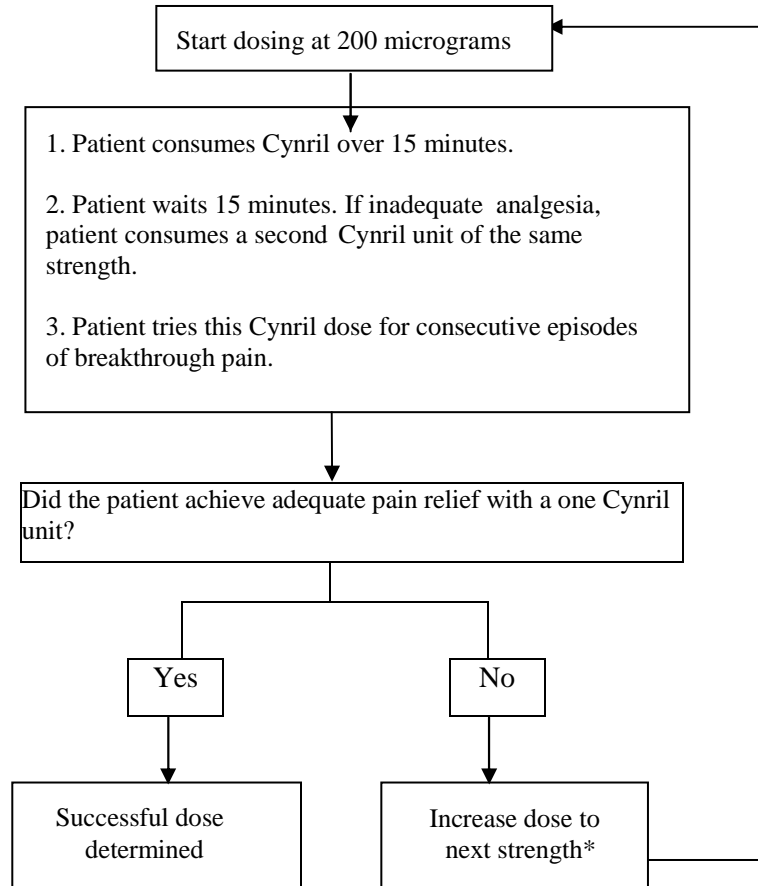 Start dosing at 200 micrograms
1. Patient consumes Cynril over 15 minutes.
2. Patient waits 15 minutes. If inadequate analgesia,
patient consumes a second Cynril unit of the same
strength.
3. Patient tries this Cynril dose for consecutive episodes
of breakthrough pain.
Did the patient achieve adequate pain relief with a one Cynril
unit?
Yes
No
Successful dose
determined
Increase dose to
next strength*